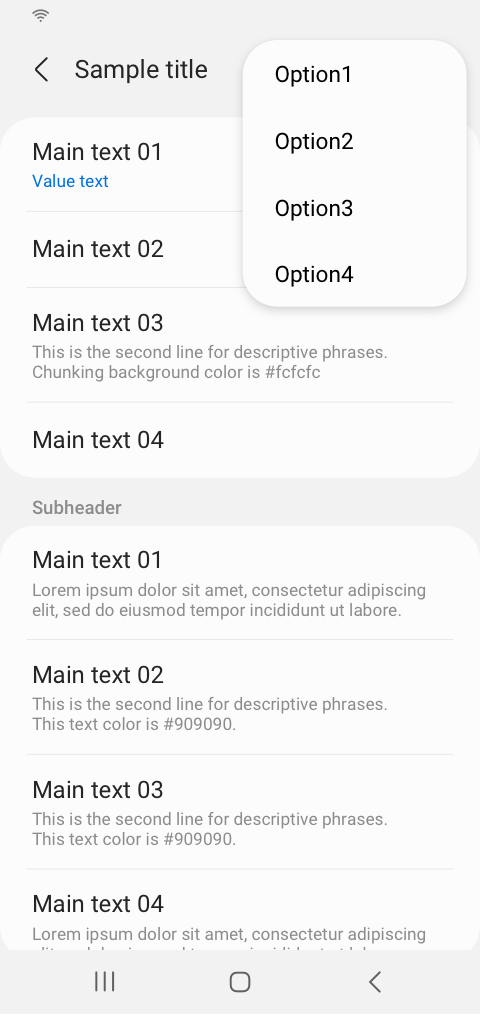 Sample title
Option1
Option2
Option3
Option4
Main text 01
Value text
Main text 02
Main text 03
This is the second line for descriptive phrases.
Chunking background color is #fcfcfc
Main text 04
Subheader
Main text 01
Lorem ipsum dolor sit amet, consectetur adipiscing
elit, sed do eiusmod tempor incididunt ut labore.
Main text 02
This is the second line for descriptive phrases.
This text color is #909090.
Main text 03
This is the second line for descriptive phrases.
This text color is #909090.
Main text 04
Lorem ipsum dolor sit amet, consectetur adipiscing